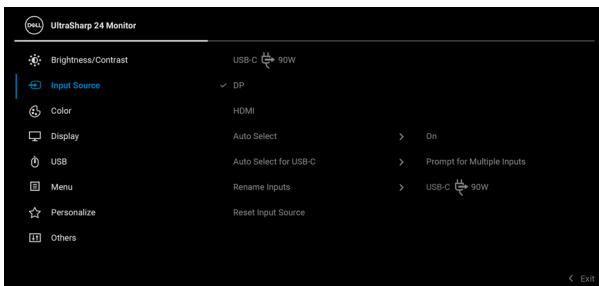 DELL UltraSharp 24 Monitor
Brightness/Contrast USB-C 90W
Input Source DP
Color HDMI
Display Auto Select On
USB Auto Select for USB-C Prompt for Multiple Inputs
Menu Rename Inputs USB-C 90W
Personalize Reset Input Source
Others
Exit